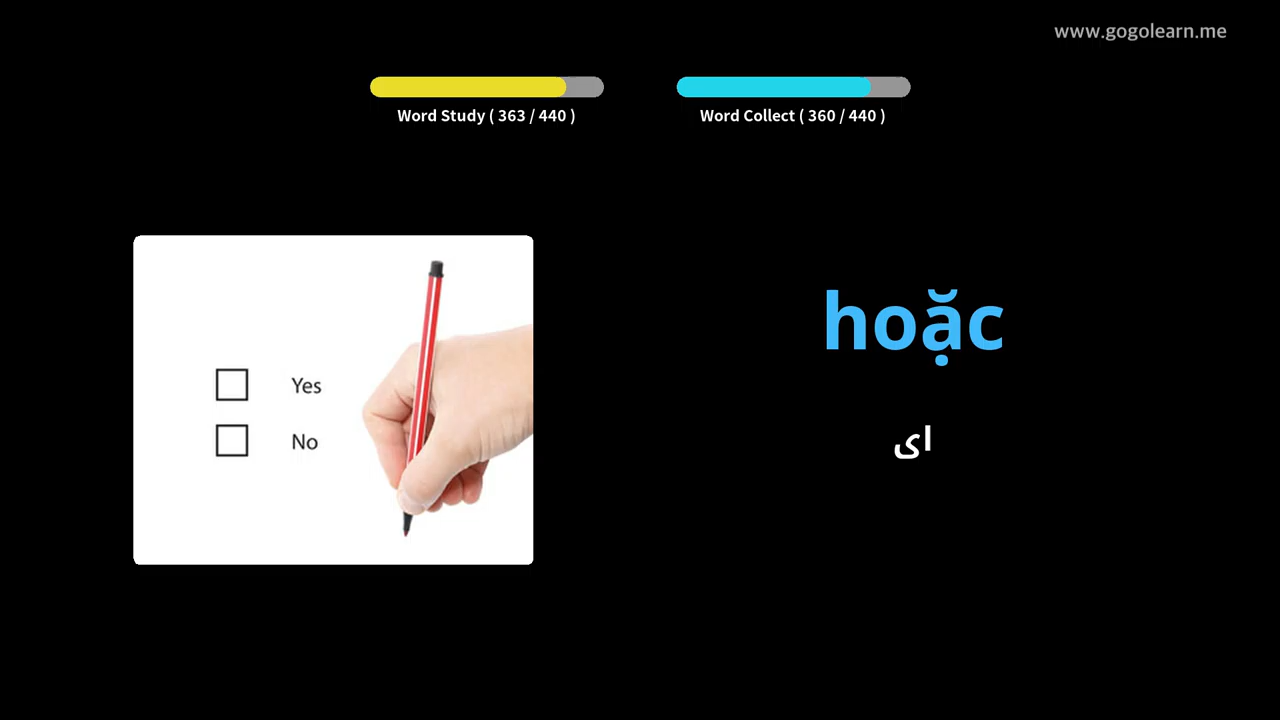 www.gogolearn.me
Word Study ( 363 / 440 )
Word Collect ( 360 / 440 )
Yes
No
hoặc
ای